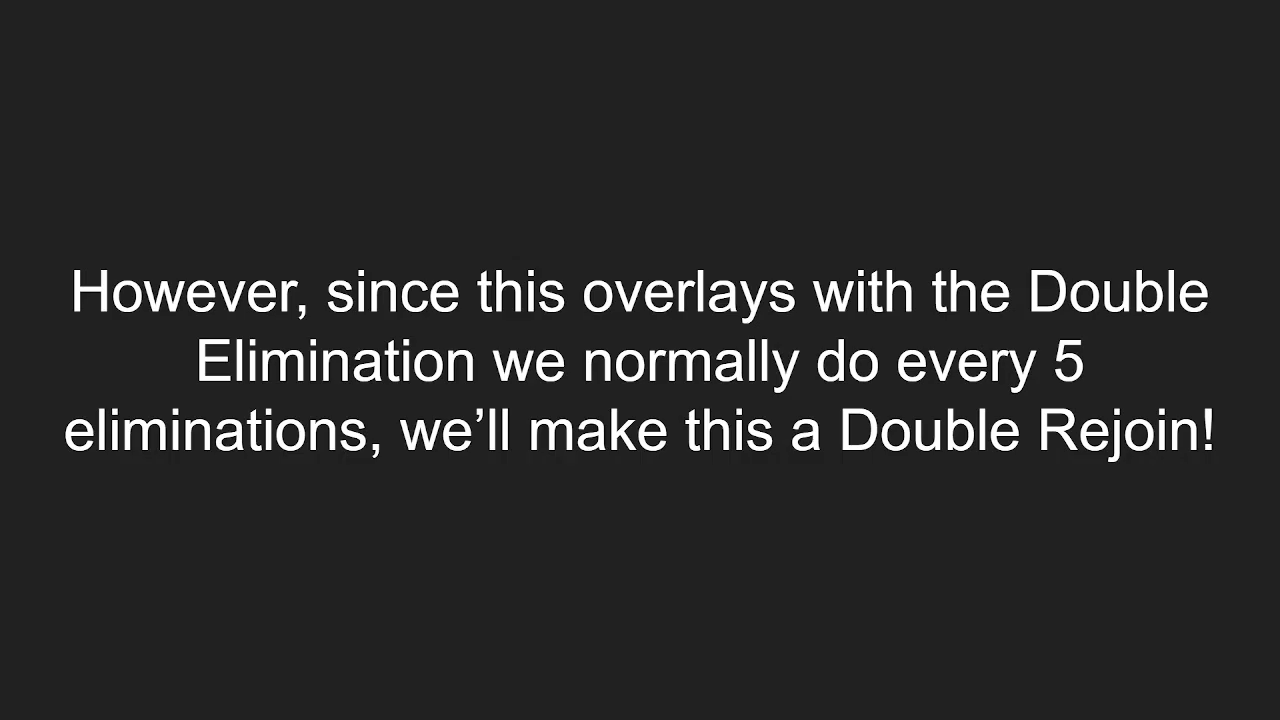 However, since this overlays with the Double
Elimination we normally do every 5
eliminations, we’ll make this a Double Rejoin!